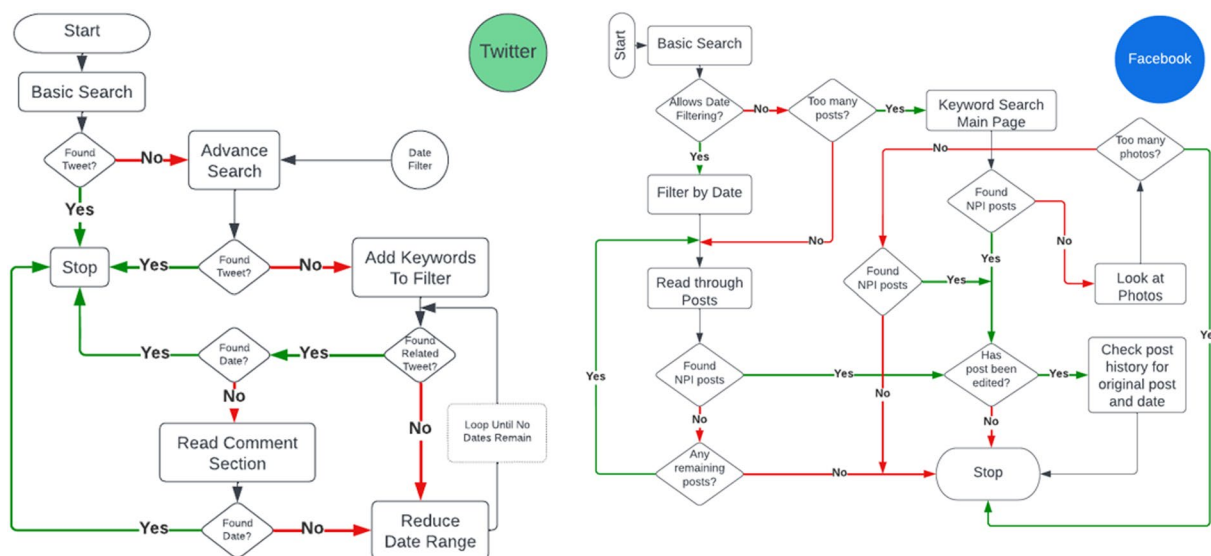 Start
Twitter
Basic Search
Found
Tweet?
No
Advance
Search
Date
Filter
Yes
Stop
Yes
Found
Tweet?
No
Add Keywords
To Filter
Yes
Found
Date?
Yes
Found
Related
Tweet?
No
No
Loop Until No
Dates Remain
Read Comment
Section
Yes
Found
Date?
No
Reduce
Date Range
Start
Basic Search
Facebook
Allows Date
Filtering?
No
Too many
posts?
Yes
Keyword Search
Main Page
Too many
photos?
No
Yes
Filter by Date
Found
NPI posts
No
No
Yes
Read through
Posts
Found
NPI posts
Yes
Look at
Photos
Ye
Yes
Found
NPI posts
Yes
Has
post been
edited?
Yes
Check post
history for
original post
and date
No
No
No
Any
remaining
posts?
No
Stop